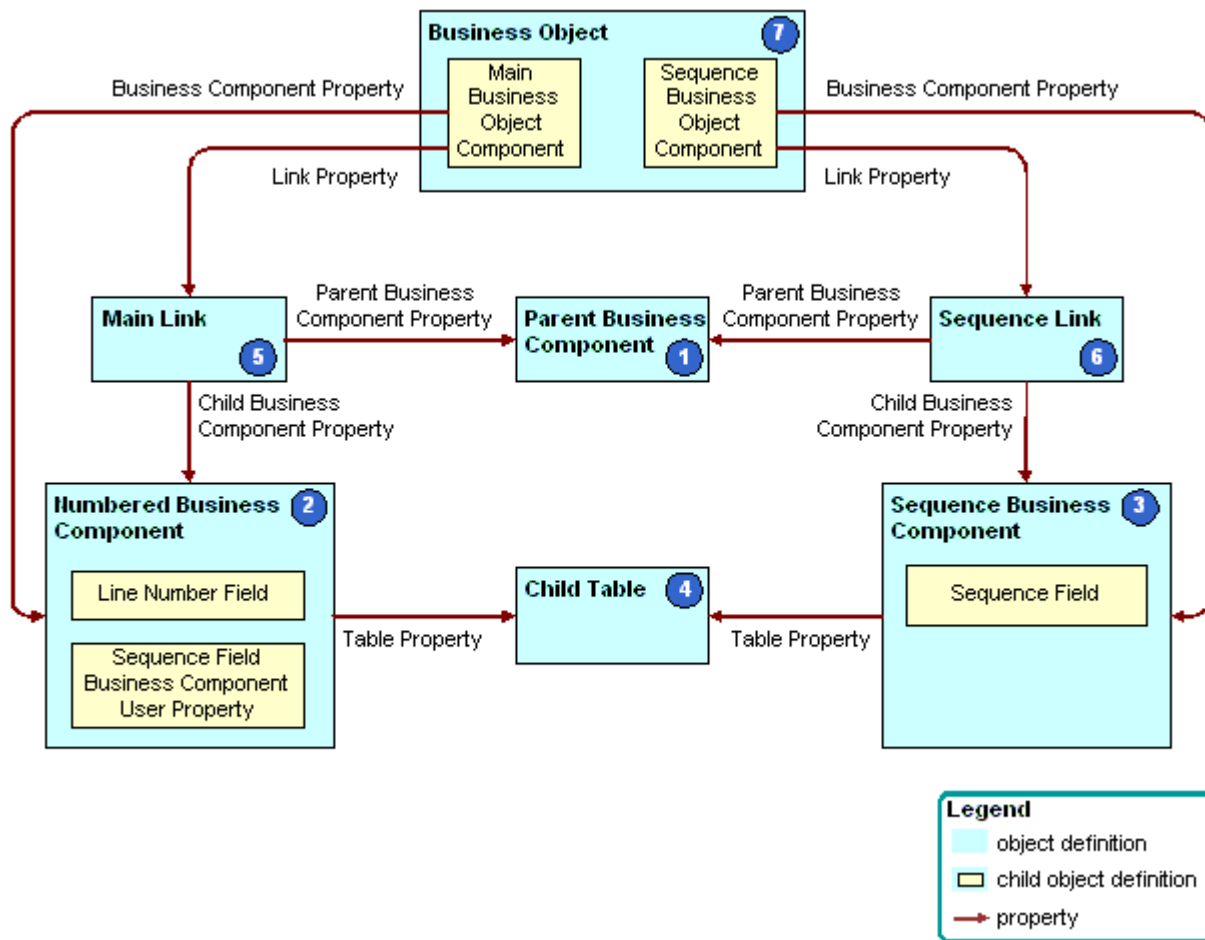 Business Object
7
Main
Business
Object
Component
Sequence
Business
Object
Component
Business Component Property
Business Component Property
Link Property
Link Property
Main Link
5
Parent Business
Component Property
Parent Business
Component
1
Parent Business
Component Property
Sequence Link
6
Child Business
Component Property
Child Business
Component Property
Numbered Business
Component
2
Line Number Field
Sequence Field
Business Component
User Property
Table Property
Child Table
4
Table Property
Sequence Business
Component
3
Sequence Field
Legend
object definition
child object definition
property